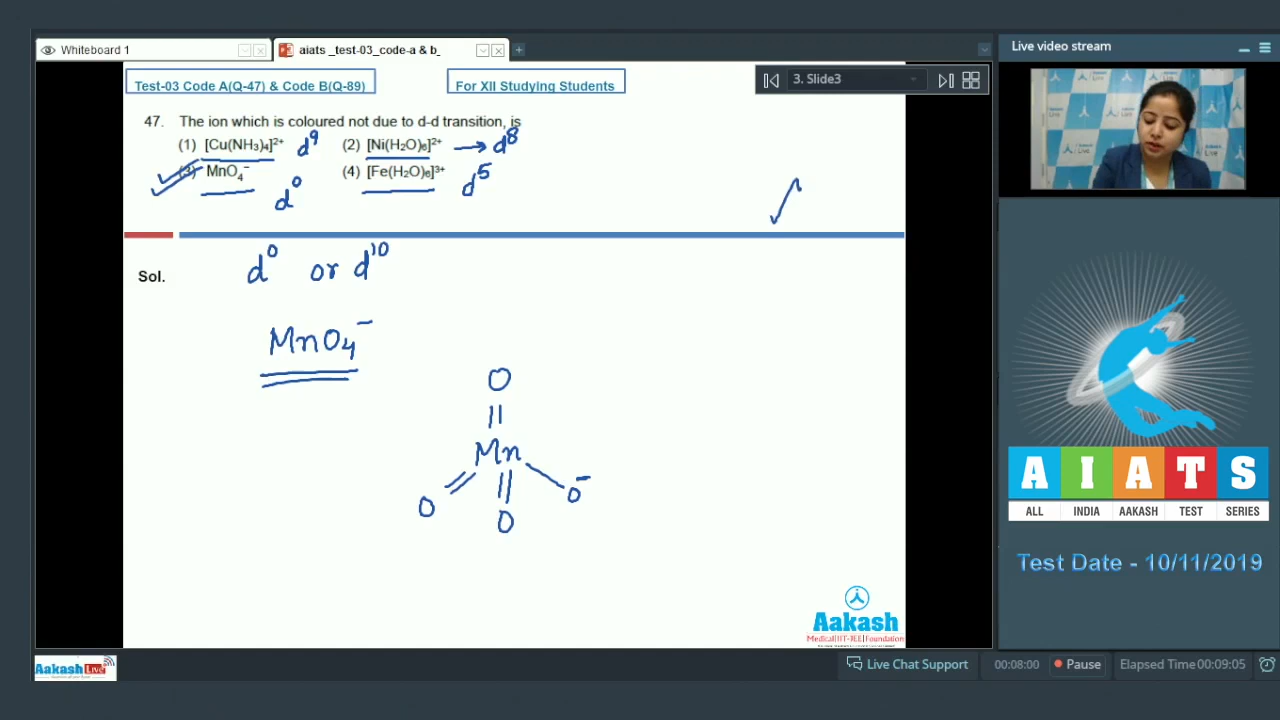 Whiteboard 1
aiats _test-03_code-a & b_
Live video stream
Test-03 Code A(Q-47) & Code B(Q-89)
For XII Studying Students
3. Slide3
47. The ion which is coloured not due to d-d transition, is
(1) [Cu(NH₃)₄]²⁺ d⁹ (2) [Ni(H₂O)₆]²⁺ → d⁸
(3) MnO₄⁻ d⁰ (4) [Fe(H₂O)₆]³⁺ d⁵
Sol. d⁰ or d¹⁰
MnO₄⁻
O
||
Mn
O O O⁻
AIATS
ALL INDIA AAKASH TEST SERIES
Test Date - 10/11/2019
Aakash
Medical|IIT-JEE|Foundation
Aakash Live
Live Chat Support
00:08:00
Pause
Elapsed Time 00:09:05